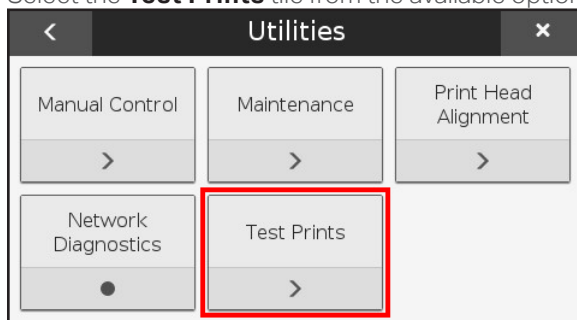 Select the Test Prints tile from the available option
< Utilities ×
Manual Control
Maintenance
Print Head
Alignment
> > >
Network
Diagnostics
Test Prints
● >